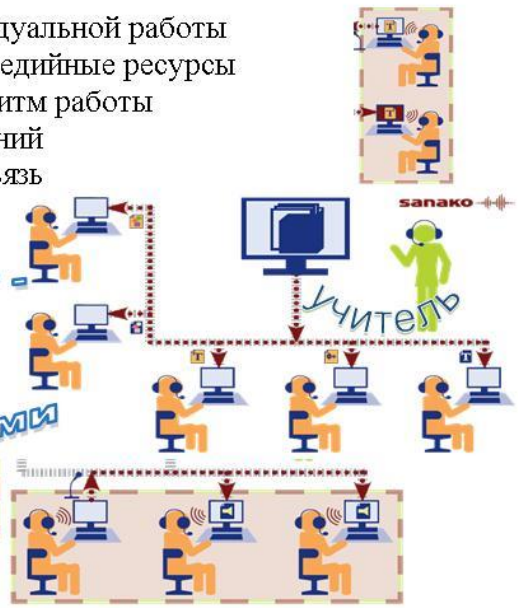 дуальной работы
едийные ресурсы
итм работы
ний
язь
sanako
учитель
ми
T
T
T
T